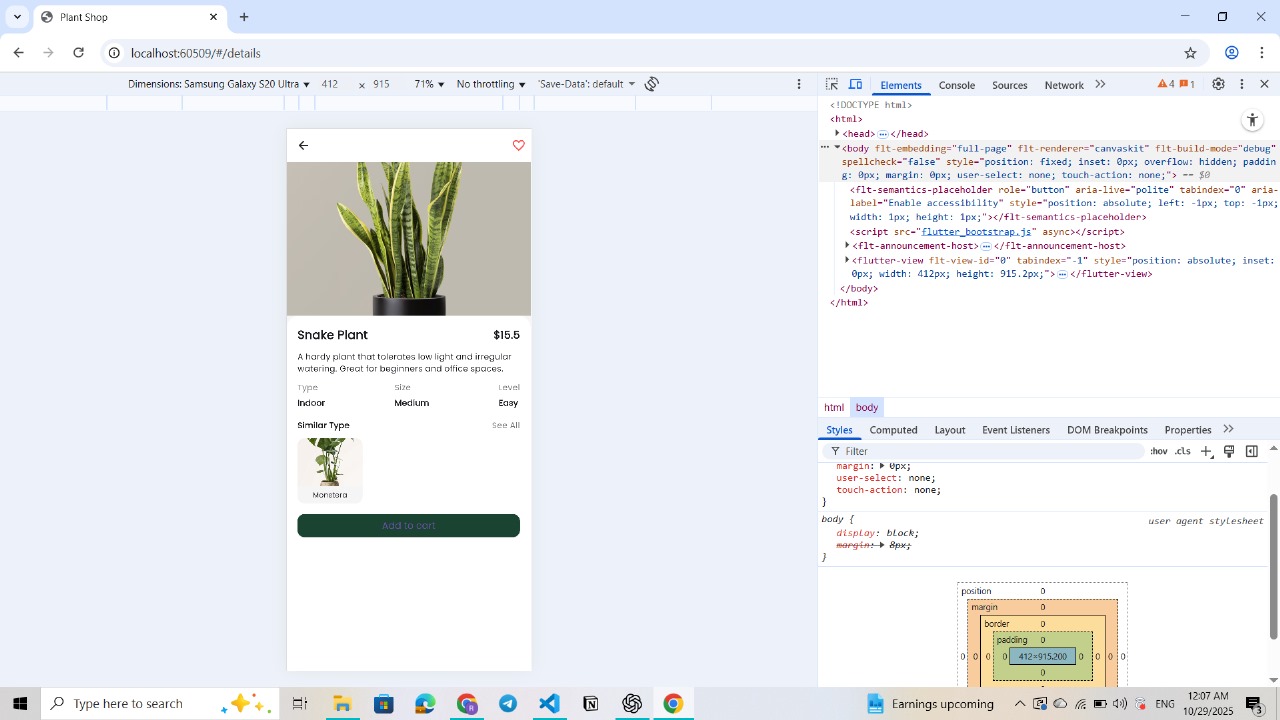 Plant Shop
localhost:60509/#/details
Dimensions: Samsung Galaxy S20 Ultra 412 × 915 71% No throttling 'Save-Data': default
Elements Console Sources Network 4 1
<!DOCTYPE html>
<html>
<head> ⋯ </head>
<body flt-embedding="full-page" flt-renderer="canvaskit" flt-build-mode="debug"
spellcheck="false" style="position: fixed; inset: 0px; overflow: hidden; paddin
g: 0px; margin: 0px; user-select: none; touch-action: none;"> == $0
<flt-semantics-placeholder role="button" aria-live="polite" tabindex="0" aria-
label="Enable accessibility" style="position: absolute; left: -1px; top: -1px;
width: 1px; height: 1px;"></flt-semantics-placeholder>
<script src="flutter_bootstrap.js" async></script>
<flt-announcement-host> ⋯ </flt-announcement-host>
<flutter-view flt-view-id="0" tabindex="-1" style="position: absolute; inset:
0px; width: 412px; height: 915.2px;"> ⋯ </flutter-view>
</body>
</html>
Snake Plant $15.5
A hardy plant that tolerates low light and irregular
watering. Great for beginners and office spaces.
Type Size Level
Indoor Medium Easy
Similar Type See All
Monstera
Add to cart
html body
Styles Computed Layout Event Listeners DOM Breakpoints Properties
Filter :hov .cls
margin: 0px;
user-select: none;
touch-action: none;
}
body { user agent stylesheet
display: block;
margin: 8px;
}
position 0
margin 0
border 0
padding 0
0 0 0 0 412×915.200 0 0 0 0
0
Type here to search
Earnings upcoming
ENG
12:07 AM
10/29/2025
3